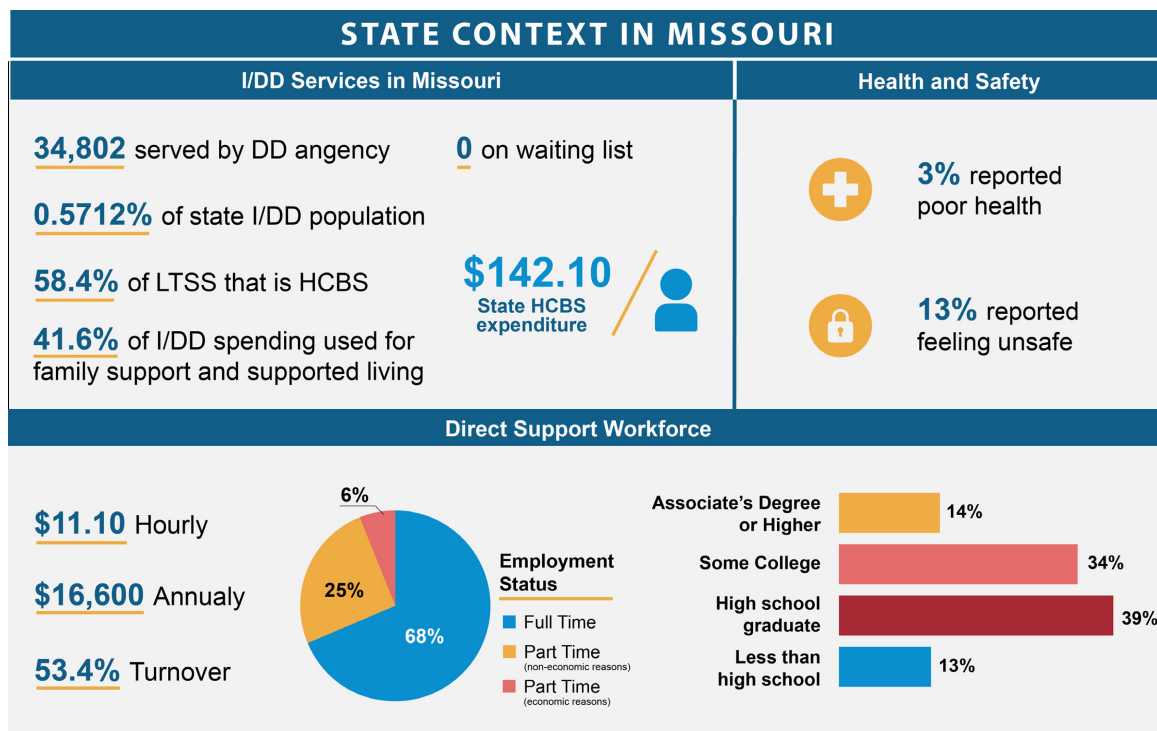 STATE CONTEXT IN MISSOURI
I/DD Services in Missouri
34,802 served by DD angency
0 on waiting list
0.5712% of state I/DD population
58.4% of LTSS that is HCBS
41.6% of I/DD spending used for
family support and supported living
$142.10
State HCBS
expenditure
Health and Safety
3% reported
poor health
13% reported
feeling unsafe
Direct Support Workforce
$11.10 Hourly
$16,600 Annualy
53.4% Turnover
6%
25%
68%
Employment
Status
Full Time
Part Time
(non-economic reasons)
Part Time
(economic reasons)
Associate's Degree
or Higher
14%
Some College
34%
High school
graduate
39%
Less than
high school
13%